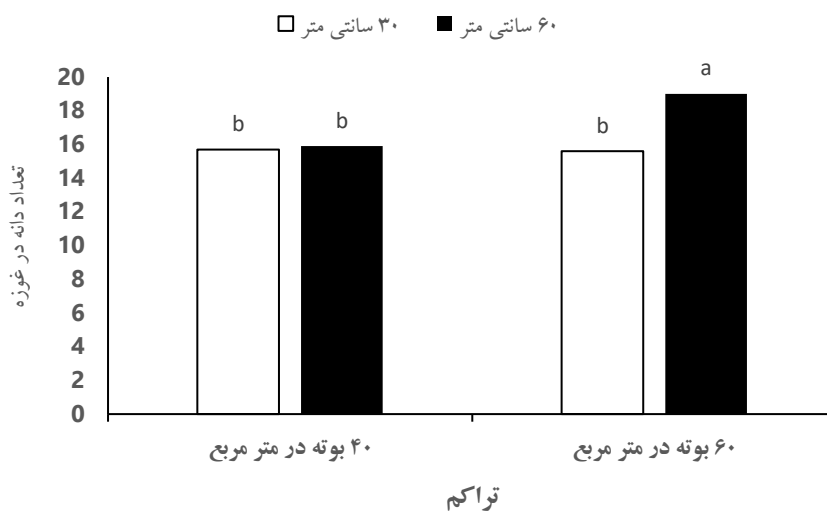 ۳۰ سانتی متر ۶۰ سانتی متر
تعداد دانه در غوزه
20
18
16
14
12
10
8
6
4
2
0
b b b a
۴۰ بوته در متر مربع ۶۰ بوته در متر مربع
تراکم